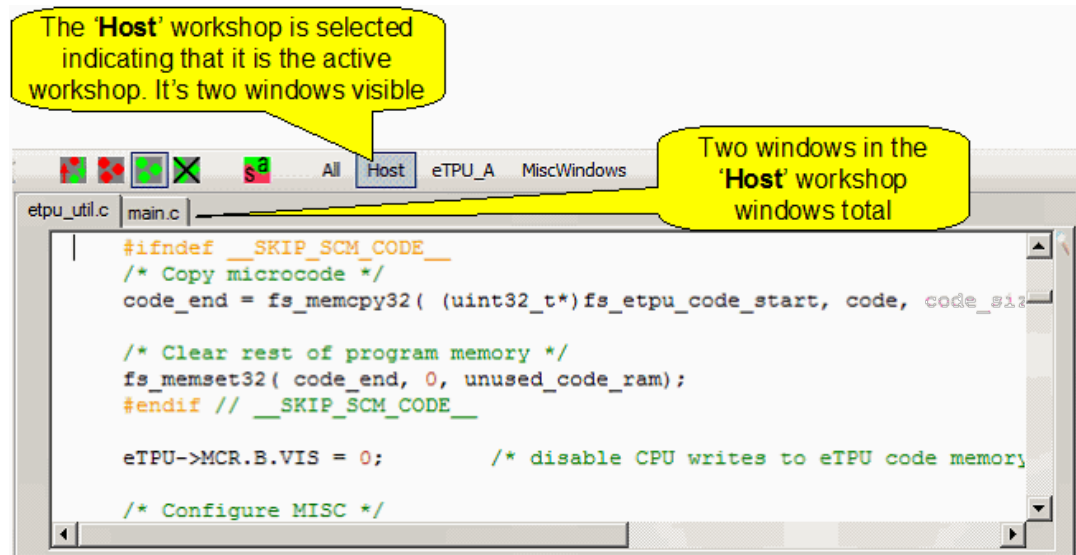 The ‘Host’ workshop is selected
indicating that it is the active
workshop. It’s two windows visible
Two windows in the
‘Host’ workshop
windows total
sa All Host eTPU_A MiscWindows
etpu_util.c main.c
#ifndef __SKIP_SCM_CODE__
/* Copy microcode */
code_end = fs_memcpy32( (uint32_t*)fs_etpu_code_start, code, code_siz
/* Clear rest of program memory */
fs_memset32( code_end, 0, unused_code_ram);
#endif // __SKIP_SCM_CODE__
eTPU->MCR.B.VIS = 0; /* disable CPU writes to eTPU code memory
/* Configure MISC */